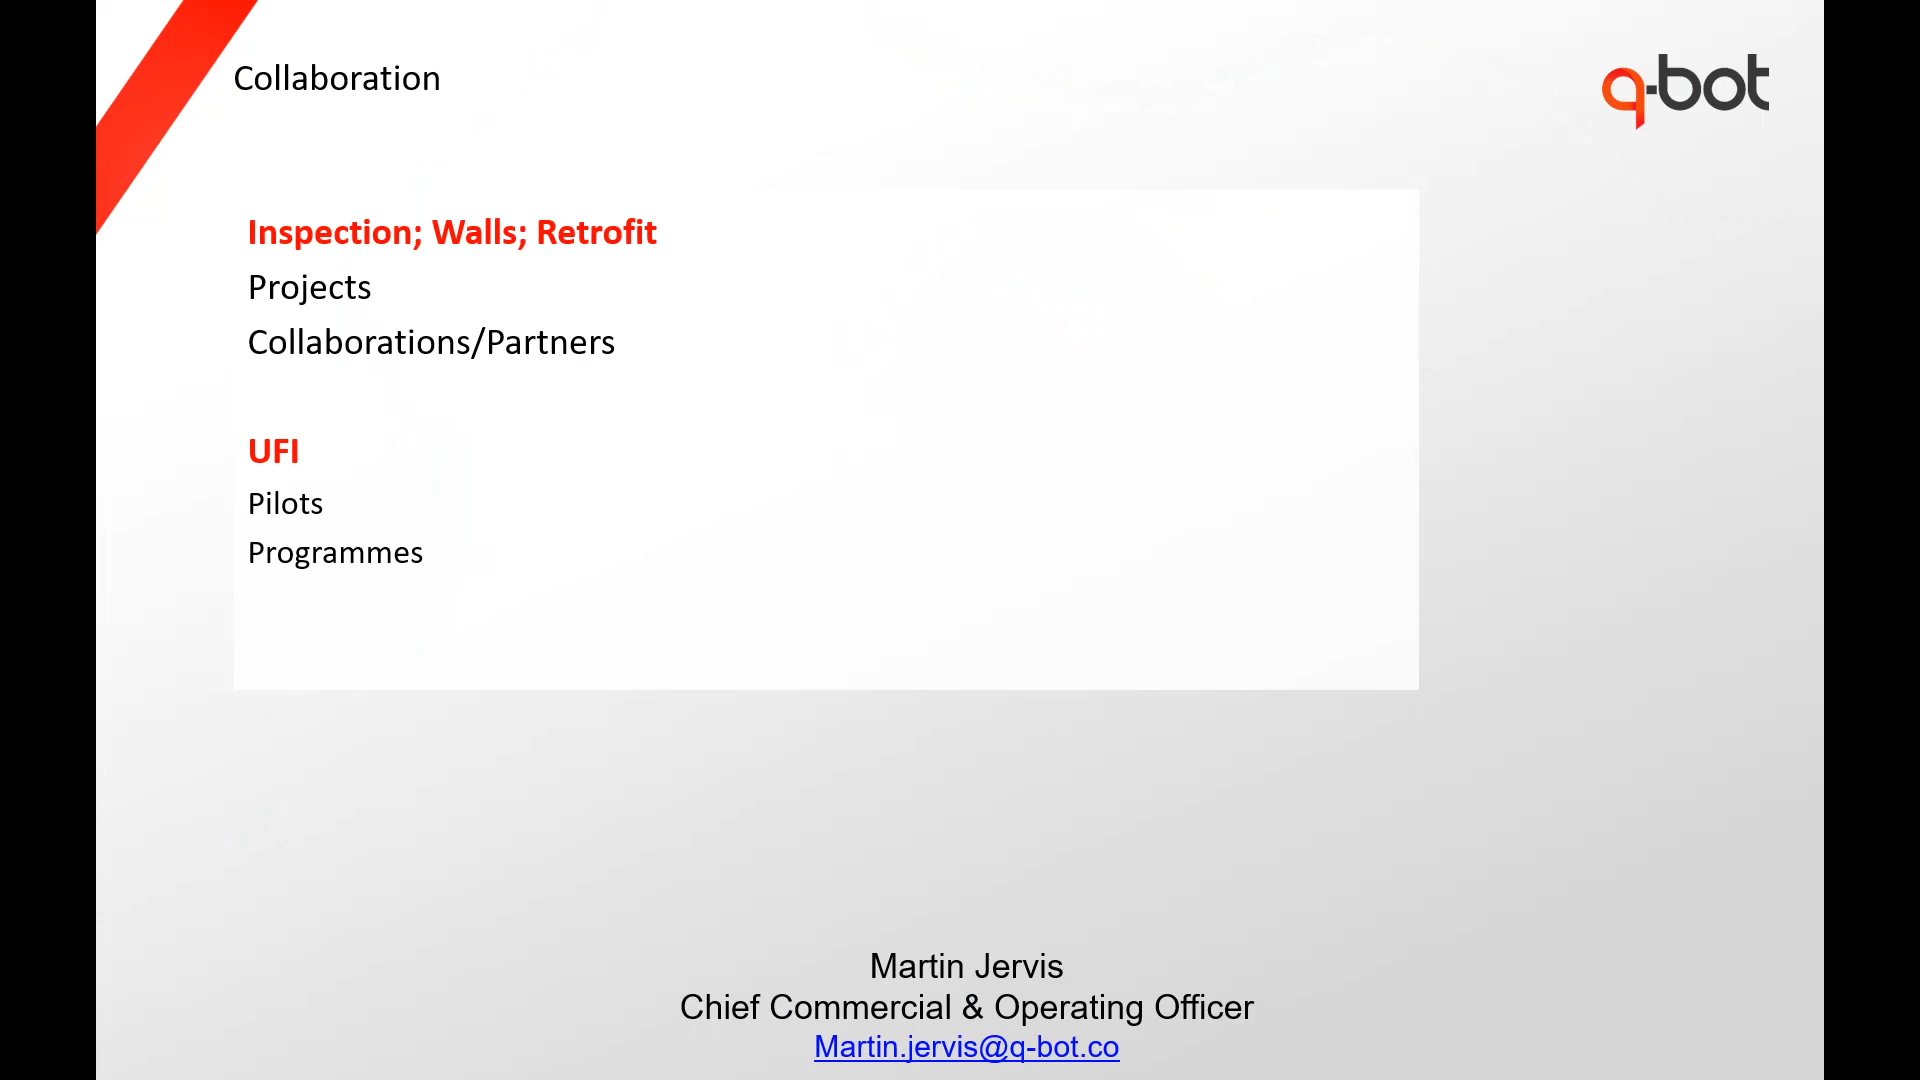 Collaboration
q-bot
Inspection; Walls; Retrofit
Projects
Collaborations/Partners
UFI
Pilots
Programmes
Martin Jervis
Chief Commercial & Operating Officer
Martin.jervis@q-bot.co